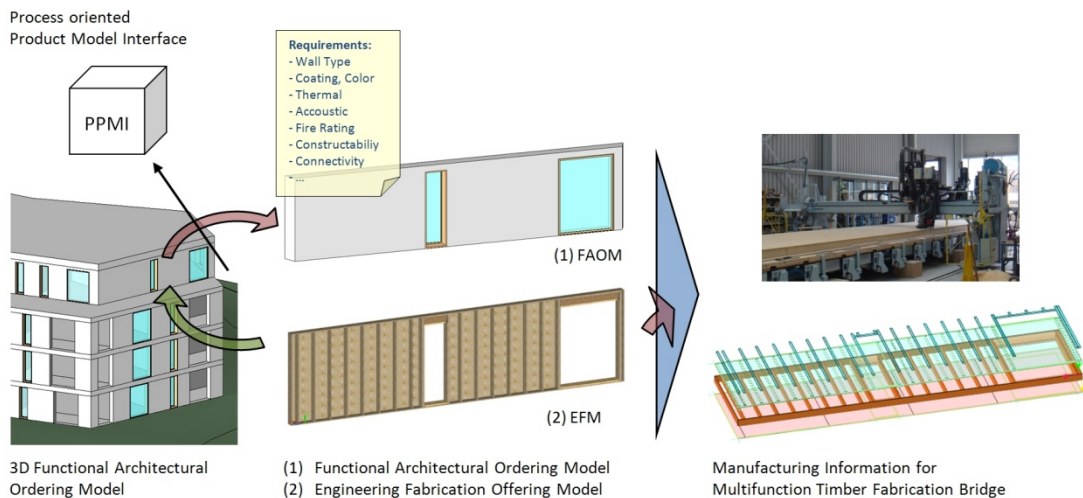 Process oriented
Product Model Interface
PPMI
Requirements:
- Wall Type
- Coating, Color
- Thermal
- Accoustic
- Fire Rating
- Constructabiliy
- Connectivity
- ...
(1) FAOM
(2) EFM
3D Functional Architectural
Ordering Model
(1) Functional Architectural Ordering Model
(2) Engineering Fabrication Offering Model
Manufacturing Information for
Multifunction Timber Fabrication Bridge